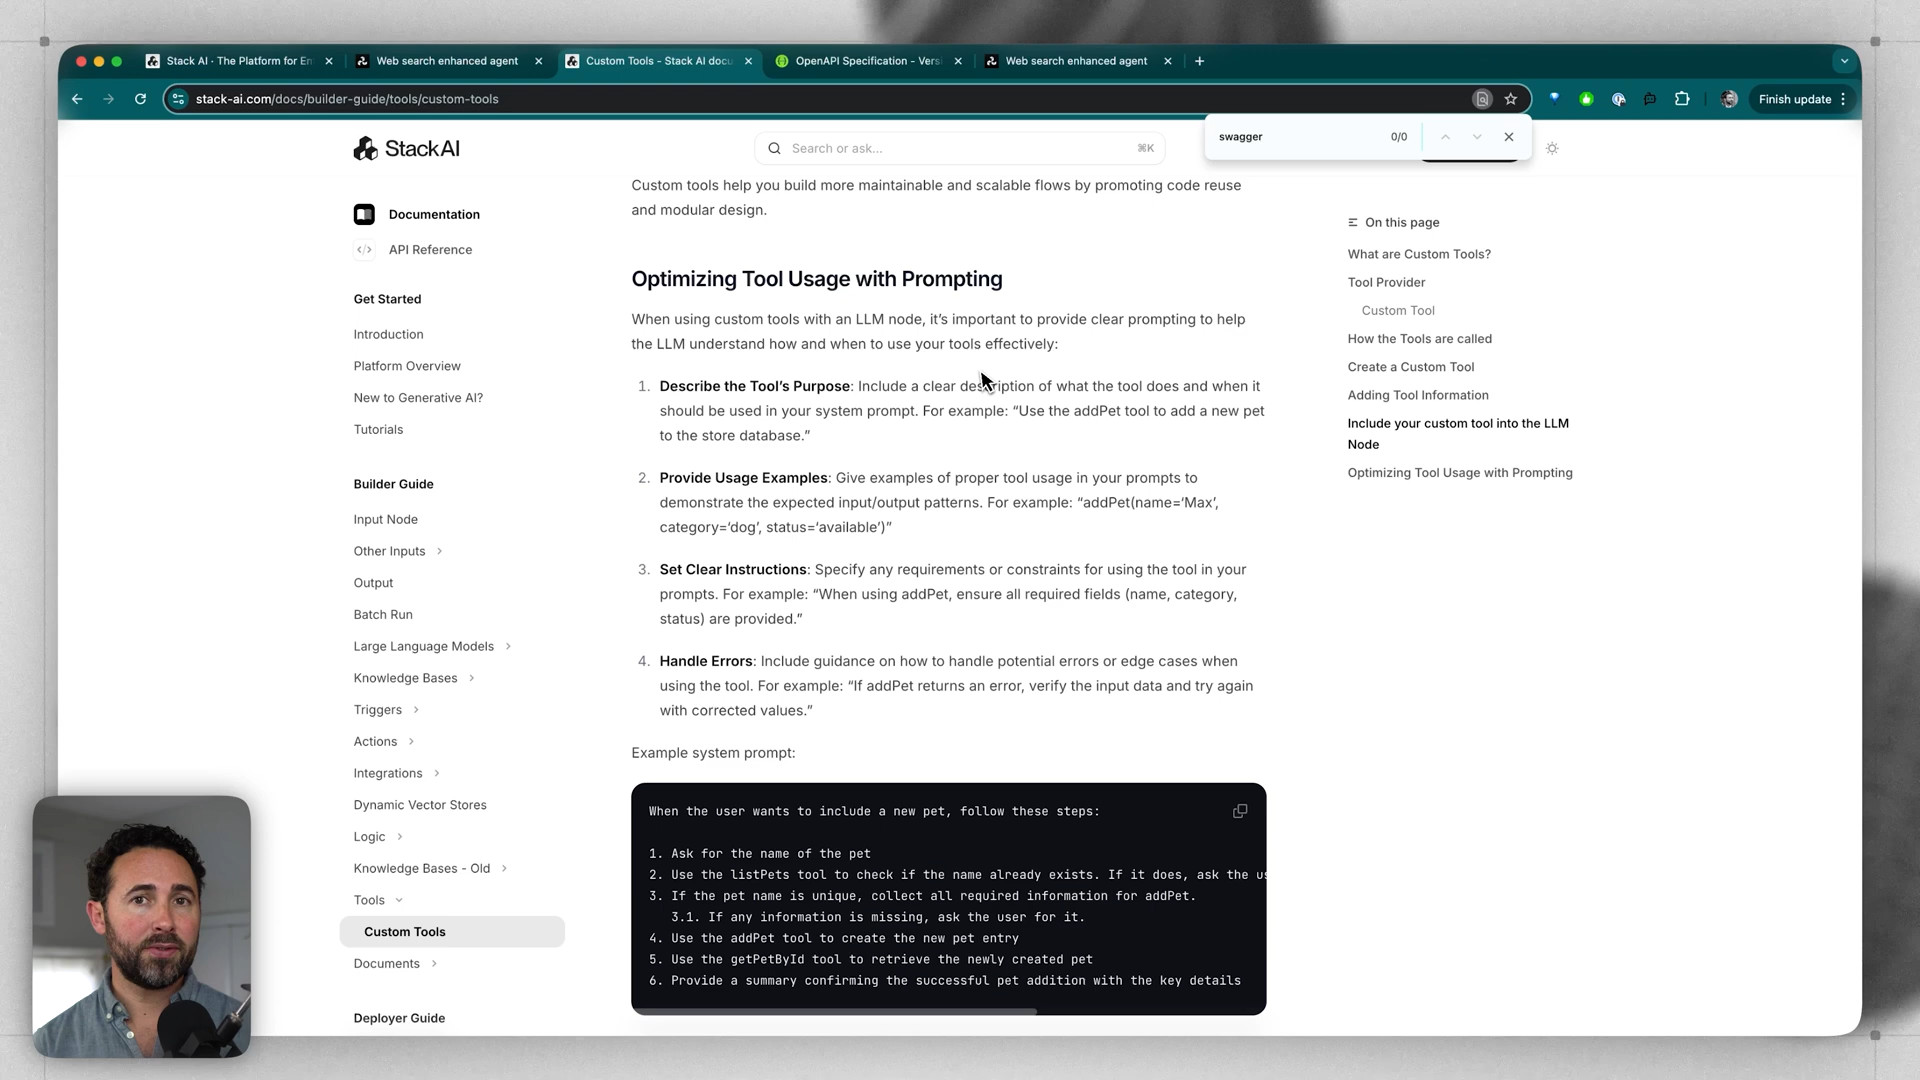 Stack AI · The Platform for En
Web search enhanced agent
Custom Tools - Stack AI docu
OpenAPI Specification - Versi
Web search enhanced agent
stack-ai.com/docs/builder-guide/tools/custom-tools
Finish update
swagger
0/0
StackAI
Search or ask...
⌘K
Documentation
API Reference
Get Started
Introduction
Platform Overview
New to Generative AI?
Tutorials
Builder Guide
Input Node
Other Inputs
Output
Batch Run
Large Language Models
Knowledge Bases
Triggers
Actions
Integrations
Dynamic Vector Stores
Logic
Knowledge Bases - Old
Tools
Custom Tools
Documents
Deployer Guide
Custom tools help you build more maintainable and scalable flows by promoting code reuse
and modular design.
Optimizing Tool Usage with Prompting
When using custom tools with an LLM node, it's important to provide clear prompting to help
the LLM understand how and when to use your tools effectively:
1. Describe the Tool's Purpose: Include a clear description of what the tool does and when it
should be used in your system prompt. For example: “Use the addPet tool to add a new pet
to the store database.”
2. Provide Usage Examples: Give examples of proper tool usage in your prompts to
demonstrate the expected input/output patterns. For example: “addPet(name=‘Max’,
category=‘dog’, status=‘available’)”
3. Set Clear Instructions: Specify any requirements or constraints for using the tool in your
prompts. For example: “When using addPet, ensure all required fields (name, category,
status) are provided.”
4. Handle Errors: Include guidance on how to handle potential errors or edge cases when
using the tool. For example: “If addPet returns an error, verify the input data and try again
with corrected values.”
Example system prompt:
When the user wants to include a new pet, follow these steps:
1. Ask for the name of the pet
2. Use the listPets tool to check if the name already exists. If it does, ask the us
3. If the pet name is unique, collect all required information for addPet.
3.1. If any information is missing, ask the user for it.
4. Use the addPet tool to create the new pet entry
5. Use the getPetById tool to retrieve the newly created pet
6. Provide a summary confirming the successful pet addition with the key details
On this page
What are Custom Tools?
Tool Provider
Custom Tool
How the Tools are called
Create a Custom Tool
Adding Tool Information
Include your custom tool into the LLM
Node
Optimizing Tool Usage with Prompting